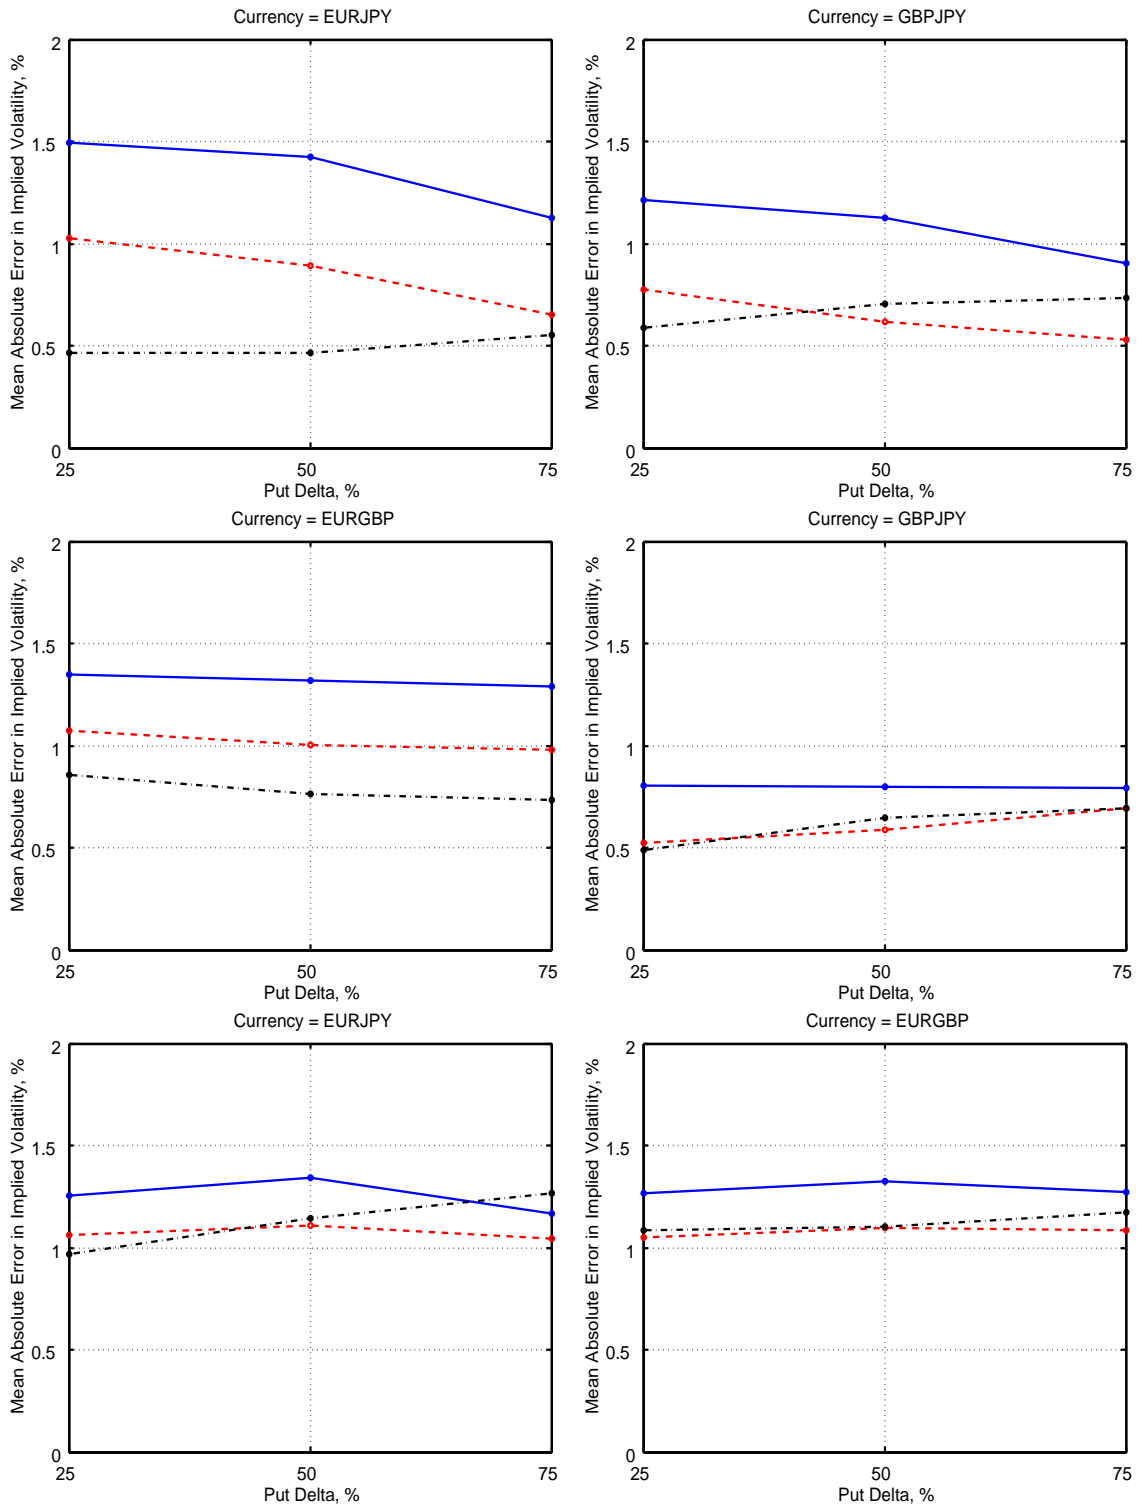 Currency = EURJPY
Mean Absolute Error in Implied Volatility, %
2
1.5
1
0.5
0
25 50 75
Put Delta, %
Currency = GBPJPY
Mean Absolute Error in Implied Volatility, %
2
1.5
1
0.5
0
25 50 75
Put Delta, %
Currency = EURGBP
Mean Absolute Error in Implied Volatility, %
2
1.5
1
0.5
0
25 50 75
Put Delta, %
Currency = GBPJPY
Mean Absolute Error in Implied Volatility, %
2
1.5
1
0.5
0
25 50 75
Put Delta, %
Currency = EURJPY
Mean Absolute Error in Implied Volatility, %
2
1.5
1
0.5
0
25 50 75
Put Delta, %
Currency = EURGBP
Mean Absolute Error in Implied Volatility, %
2
1.5
1
0.5
0
25 50 75
Put Delta, %